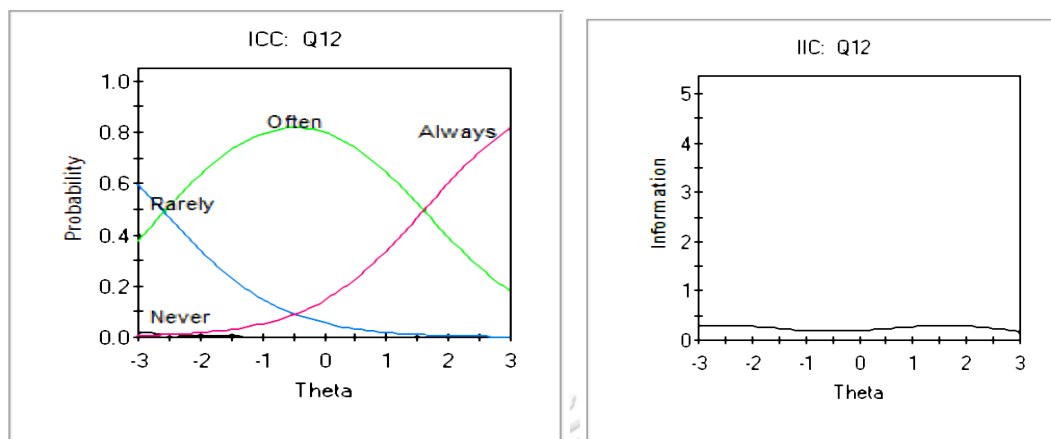 ICC: Q12
1.0
0.8
0.6
0.4
0.2
0.0
Probability
Often
Always
Rarely
Never
-3 -2 -1 0 1 2 3
Theta
IIC: Q12
5
4
3
2
1
0
Information
-3 -2 -1 0 1 2 3
Theta